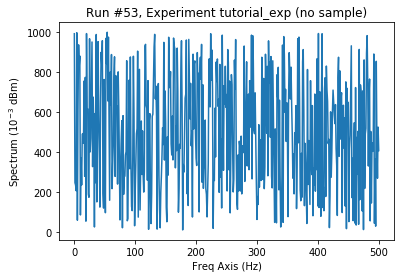 Run #53, Experiment tutorial_exp (no sample)
1000
800
600
400
200
0
Spectrum (10⁻³ dBm)
0 100 200 300 400 500
Freq Axis (Hz)